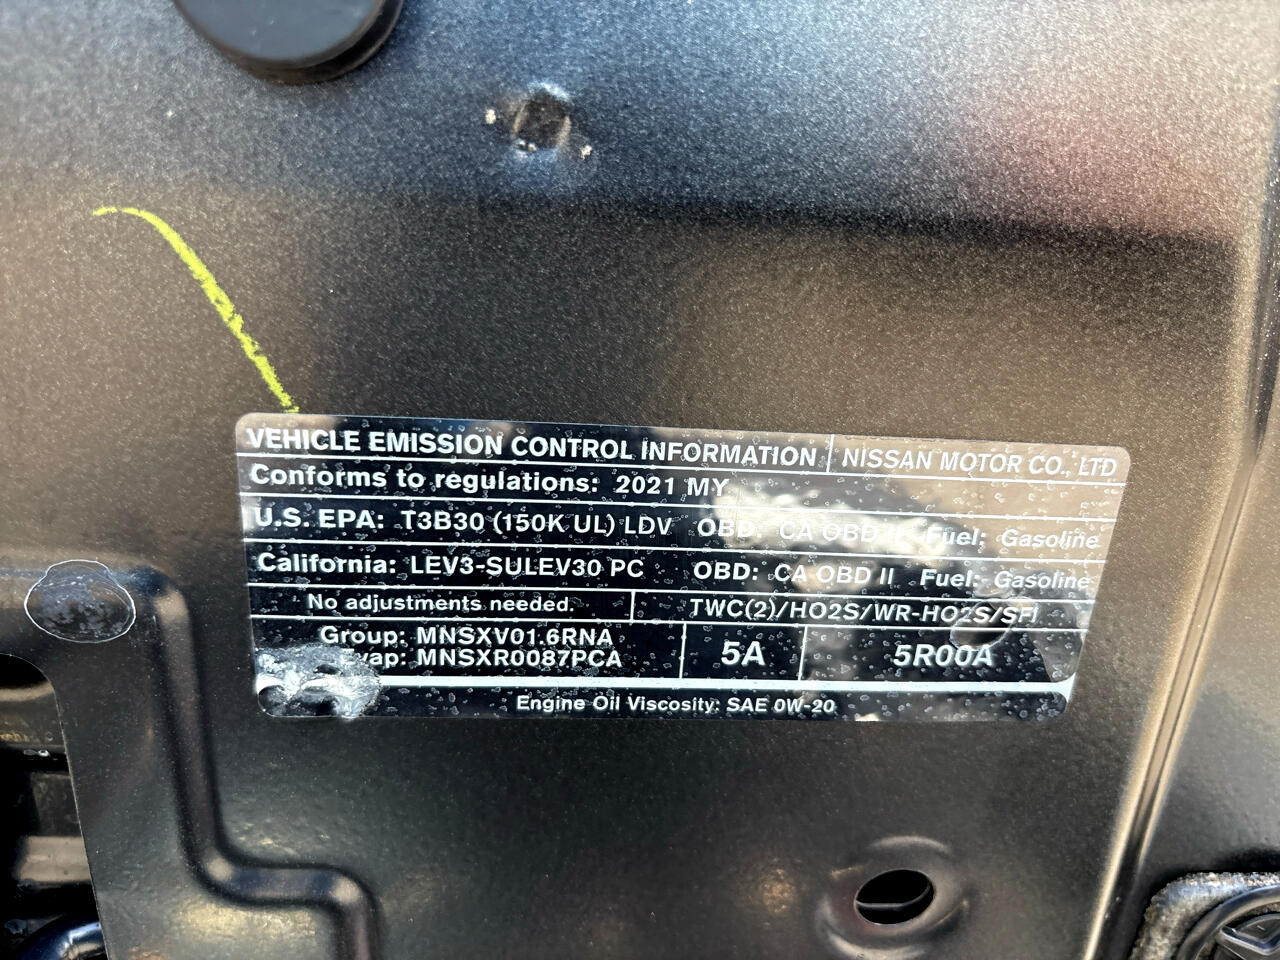 VEHICLE EMISSION CONTROL INFORMATION NISSAN MOTOR CO., LTD
Conforms to regulations: 2021 MY
U.S. EPA: T3B30 (150K UL) LDV OBD: CA OBD II Fuel: Gasoline
California: LEV3-SULEV30 PC OBD: CA OBD II Fuel: Gasoline
No adjustments needed. TWC(2)/HO2S/WR-HO2S/SFI
Group: MNSXV01.6RNA
Evap: MNSXR0087PCA 5A 5R00A
Engine Oil Viscosity: SAE 0W-20